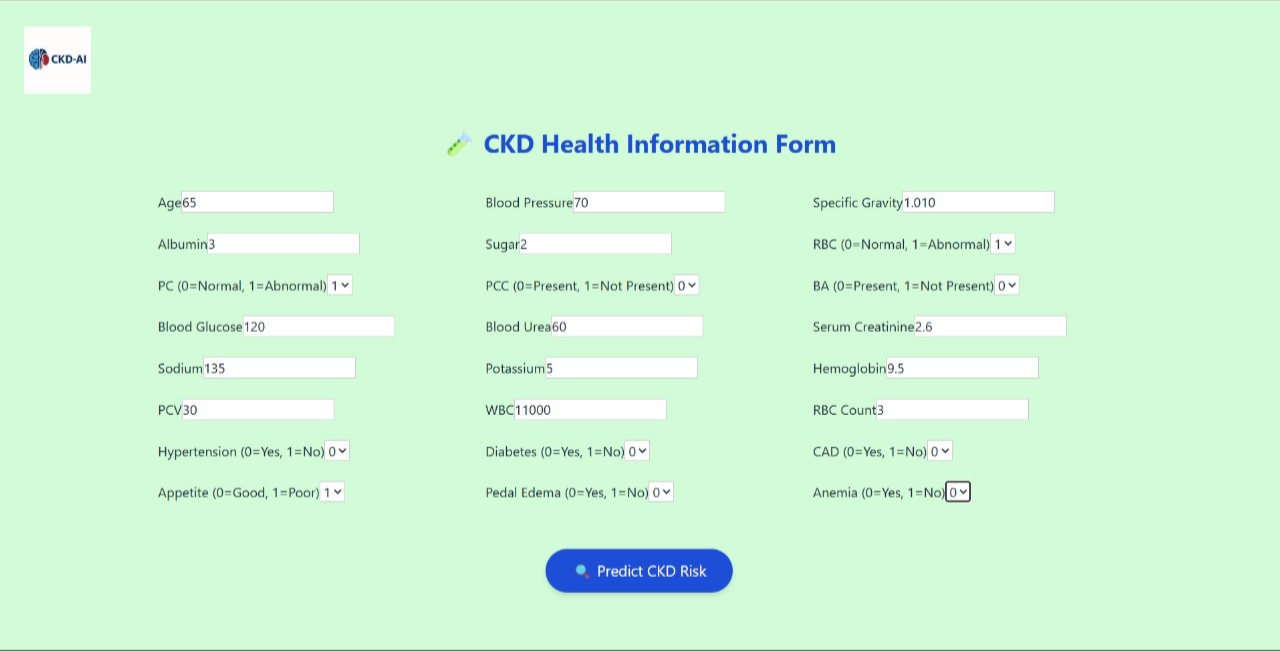 CKD-AI
CKD Health Information Form
Age 65 Blood Pressure 70 Specific Gravity 1.010
Albumin 3 Sugar 2 RBC (0=Normal, 1=Abnormal) 1
PC (0=Normal, 1=Abnormal) 1 PCC (0=Present, 1=Not Present) 0 BA (0=Present, 1=Not Present) 0
Blood Glucose 120 Blood Urea 60 Serum Creatinine 2.6
Sodium 135 Potassium 5 Hemoglobin 9.5
PCV 30 WBC 11000 RBC Count 3
Hypertension (0=Yes, 1=No) 0 Diabetes (0=Yes, 1=No) 0 CAD (0=Yes, 1=No) 0
Appetite (0=Good, 1=Poor) 1 Pedal Edema (0=Yes, 1=No) 0 Anemia (0=Yes, 1=No) 0
Predict CKD Risk